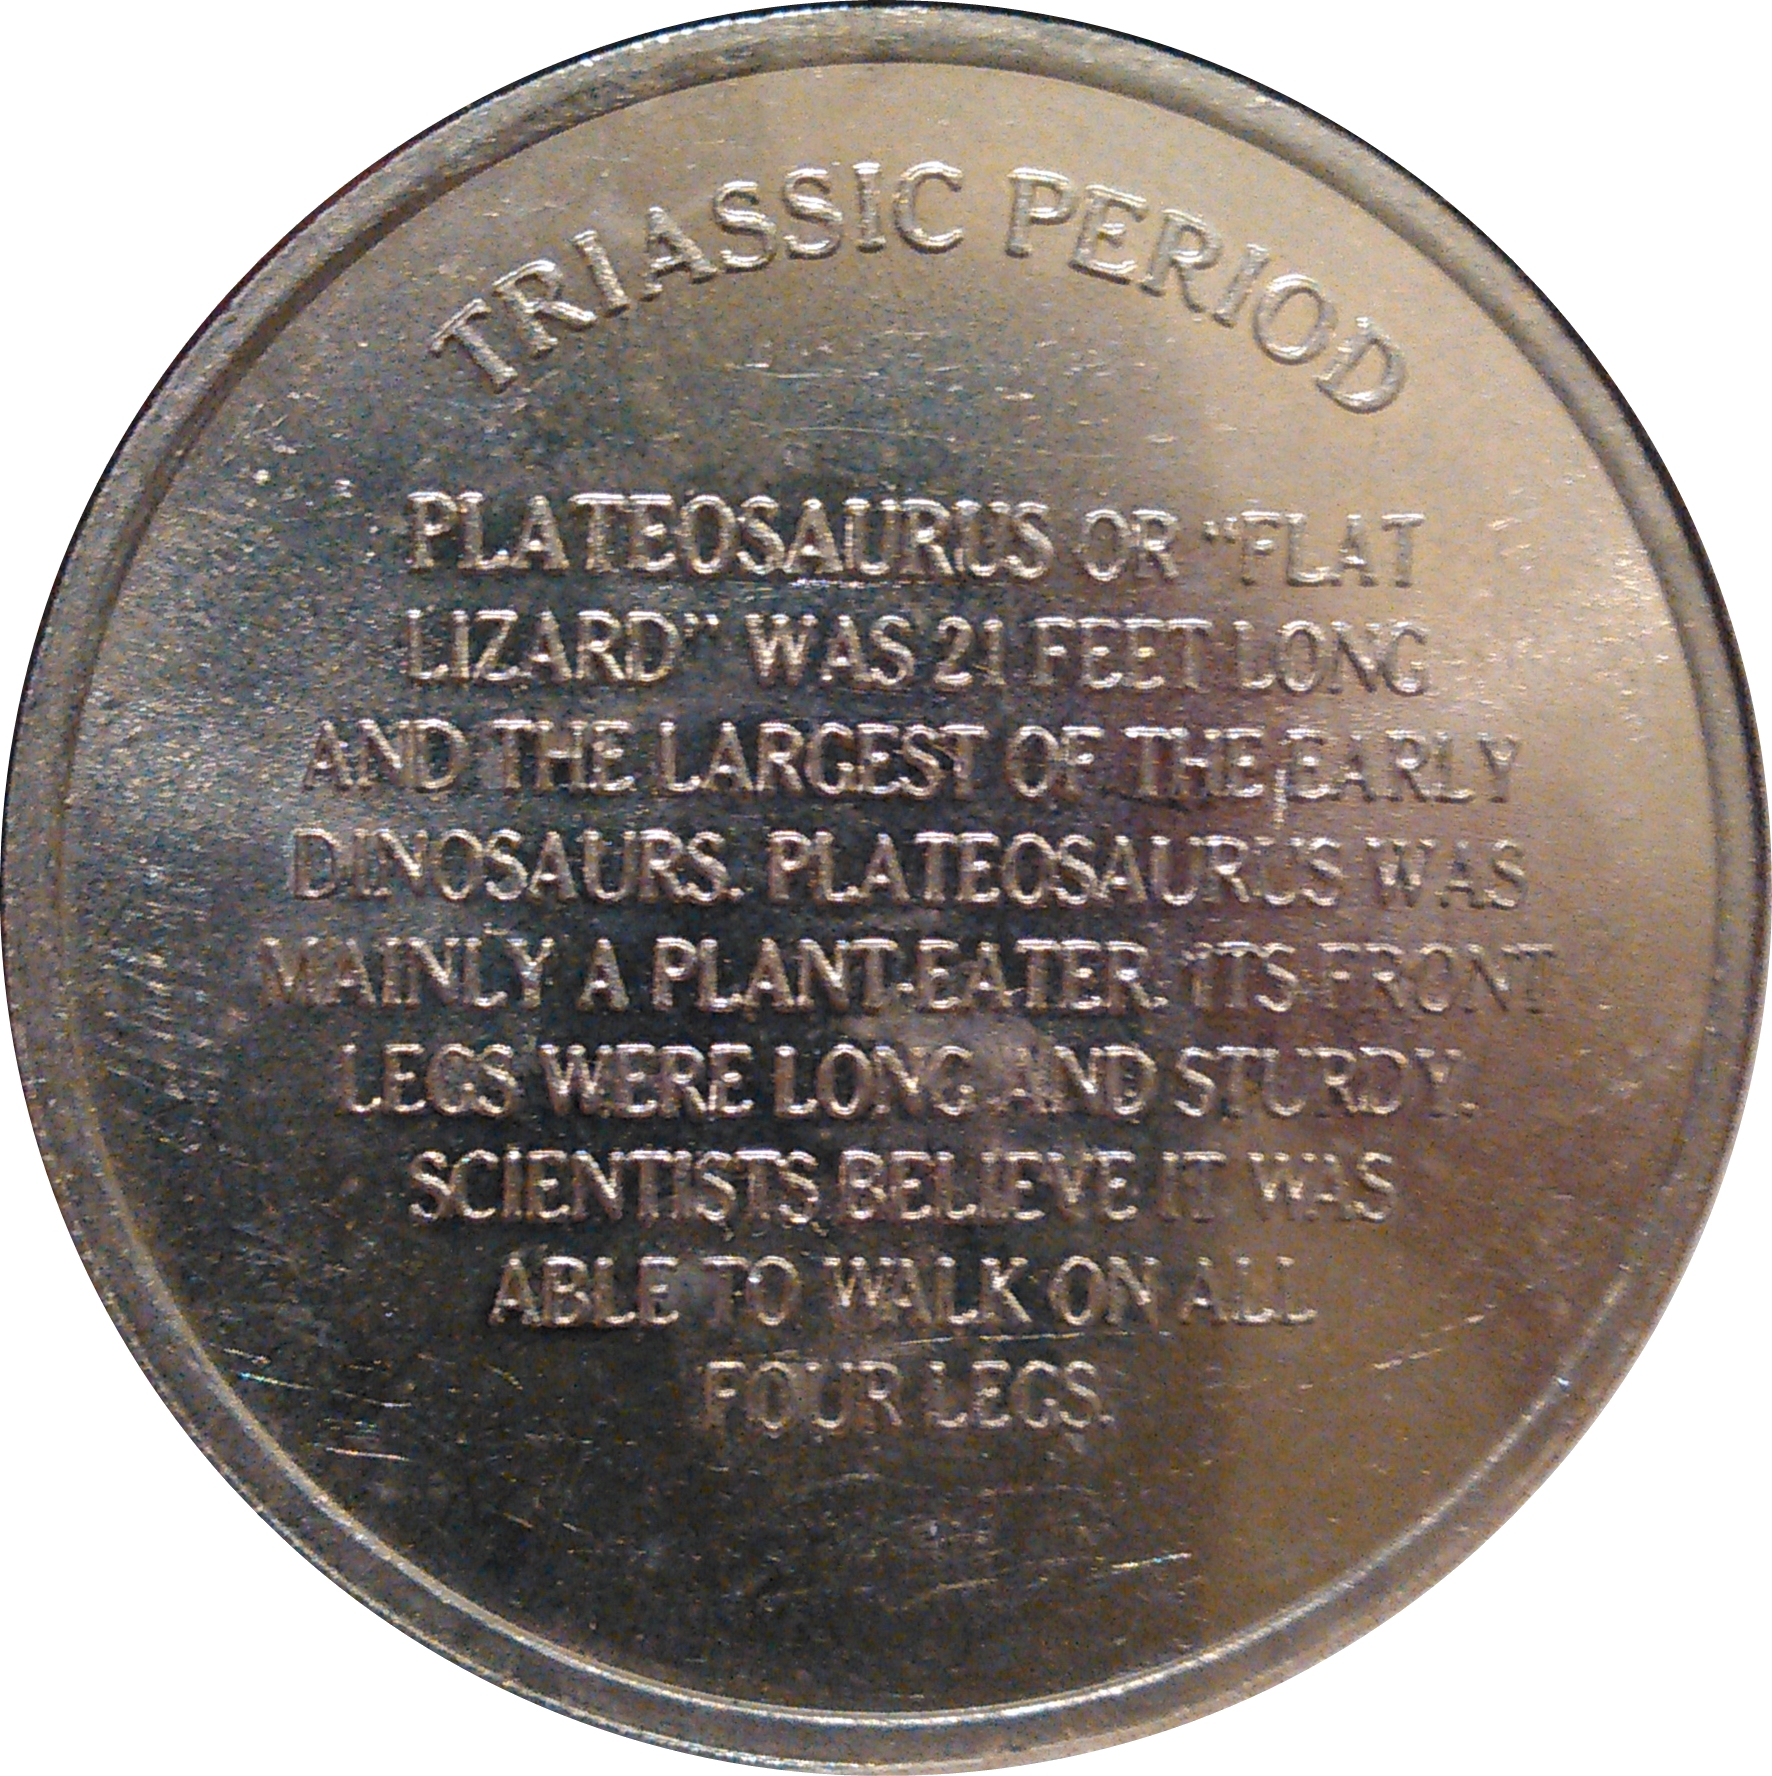 TRIASSIC PERIOD
PLATEOSAURUS OR “FLAT
LIZARD” WAS 21 FEET LONG
AND THE LARGEST OF THE EARLY
DINOSAURS. PLATEOSAURUS WAS
MAINLY A PLANT-EATER. ITS FRONT
LEGS WERE LONG AND STURDY.
SCIENTISTS BELIEVE IT WAS
ABLE TO WALK ON ALL
FOUR LEGS.